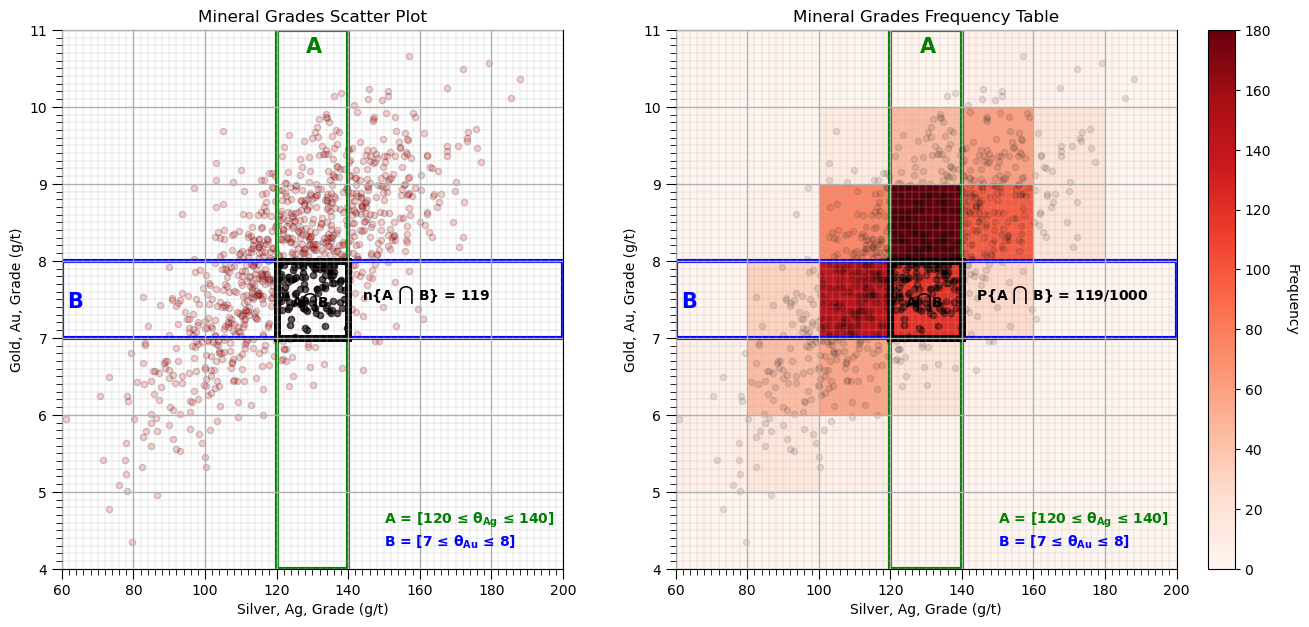 Mineral Grades Scatter Plot
11
10
9
8
7
6
5
4
Gold, Au, Grade (g/t)
A
B
A⋂B
n{A ⋂ B} = 119
A = [120 ≤ θAg ≤ 140]
B = [7 ≤ θAu ≤ 8]
60 80 100 120 140 160 180 200
Silver, Ag, Grade (g/t)
Mineral Grades Frequency Table
11
10
9
8
7
6
5
4
Gold, Au, Grade (g/t)
A
B
A⋂B
P{A ⋂ B} = 119/1000
A = [120 ≤ θAg ≤ 140]
B = [7 ≤ θAu ≤ 8]
60 80 100 120 140 160 180 200
Silver, Ag, Grade (g/t)
180
160
140
120
100
80
60
40
20
0
Frequency